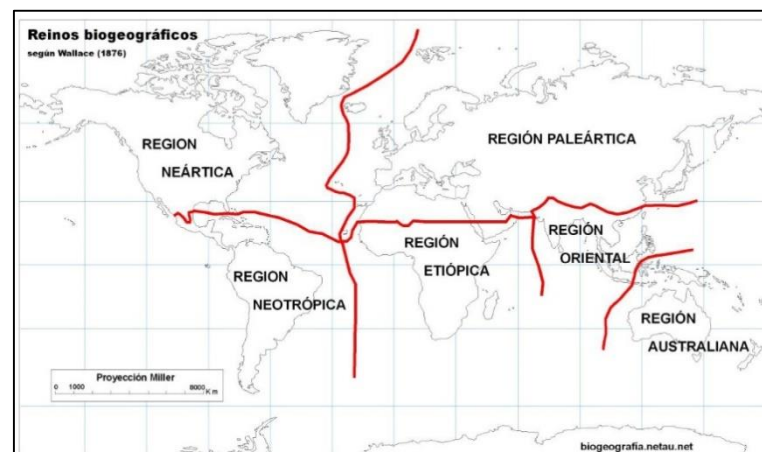 Reinos biogeográficos
según Wallace (1876)
REGION
NEÁRTICA
REGIÓN PALEÁRTICA
REGIÓN
ETIÓPICA
REGIÓN
ORIENTAL
REGION
NEOTRÓPICA
REGIÓN
AUSTRALIANA
Proyección Miller
0 1000 8000
Km
biogeografia.netau.net